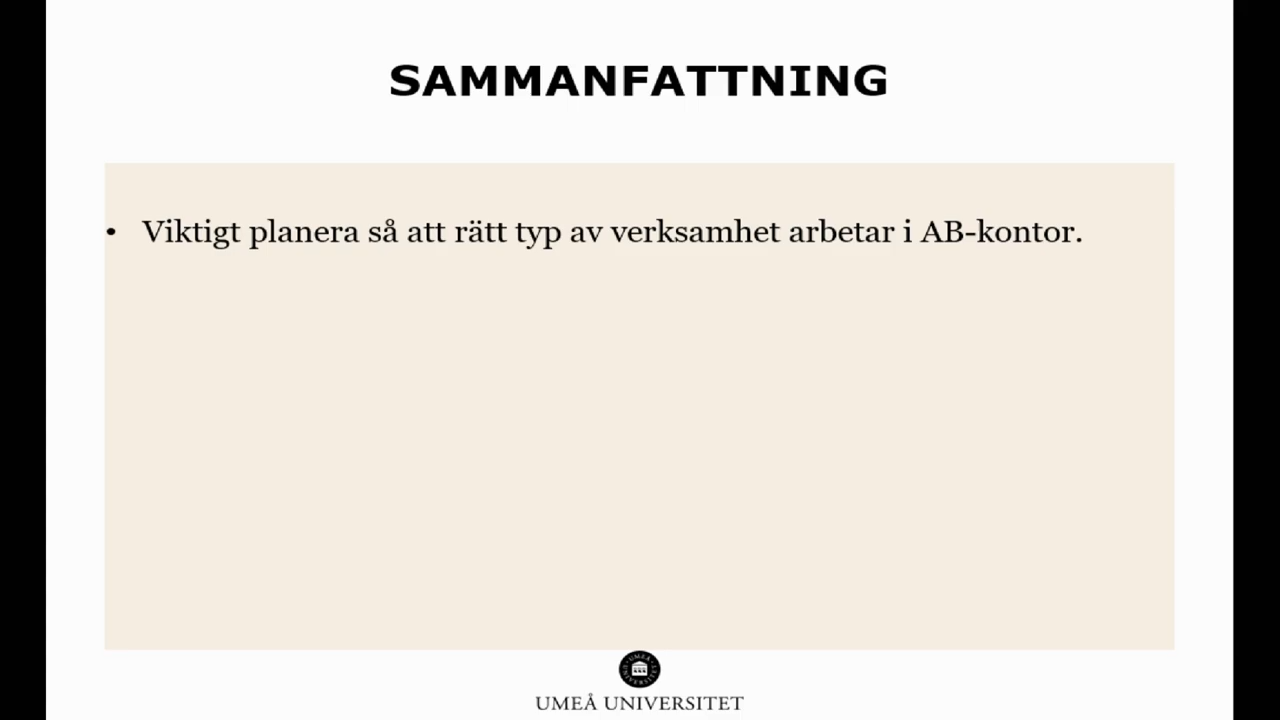 SAMMANFATTNING
• Viktigt planera så att rätt typ av verksamhet arbetar i AB-kontor.
UMEÅ UNIVERSITET